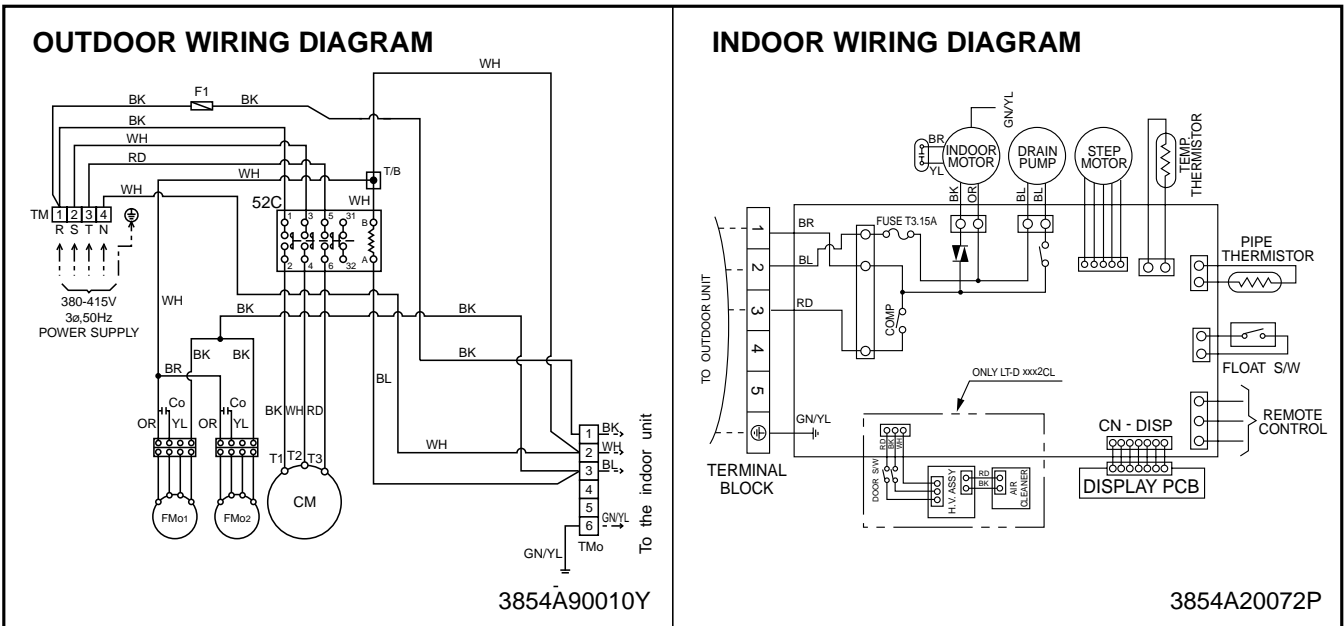 OUTDOOR WIRING DIAGRAM
WH
F1
BK
BK
BK
WH
RD
WH
T/B
WH
52C
WH
TM 1 2 3 4
R S T N
1 3 5 31
B
2 4 6 32
A
380-415V
3ø,50Hz
POWER SUPPLY
WH
BK
BK
BK
BK
BK
BR
BL
Co
Co
OR YL
OR YL
BK WH RD
WH
T1 T2 T3
FMo1
FMo2
CM
1 BK
2 WH
3 BL
4
5
6 GN/YL
TMo
GN/YL
To the indoor unit
3854A90010Y
INDOOR WIRING DIAGRAM
GN/YL
BR
YL
INDOOR
MOTOR
DRAIN
PUMP
STEP
MOTOR
TEMP.
THERMISTOR
BK
OR
BL
BL
BR
FUSE T3.15A
BL
RD
COMP
1
2
3
4
5
TO OUTDOOR UNIT
GN/YL
TERMINAL
BLOCK
PIPE
THERMISTOR
FLOAT S/W
REMOTE
CONTROL
ONLY LT-D xxx2CL
RD
BK
WH
DOOR S/W
H.V. ASSY
RD
BK
AIR
CLEANER
CN - DISP
DISPLAY PCB
3854A20072P